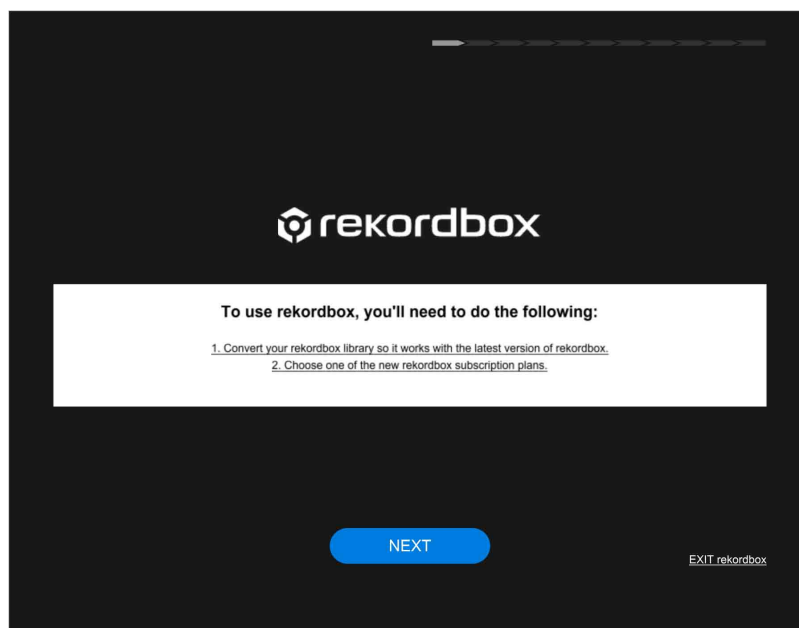 rekordbox
To use rekordbox, you'll need to do the following:
1. Convert your rekordbox library so it works with the latest version of rekordbox.
2. Choose one of the new rekordbox subscription plans.
NEXT
EXIT rekordbox